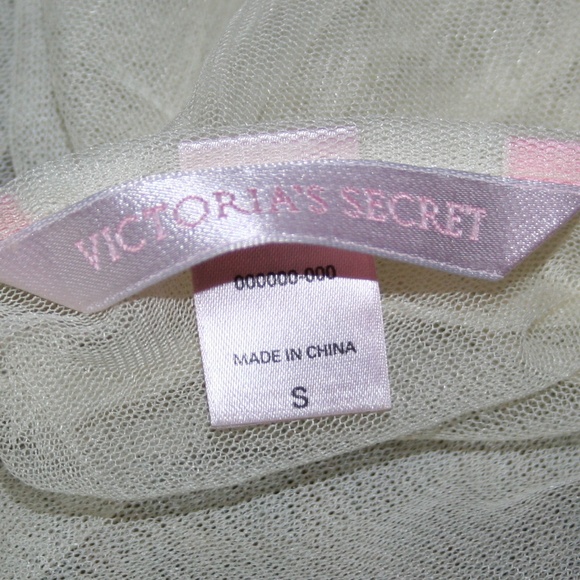 VICTORIA'S SECRET
000000-000
MADE IN CHINA
S